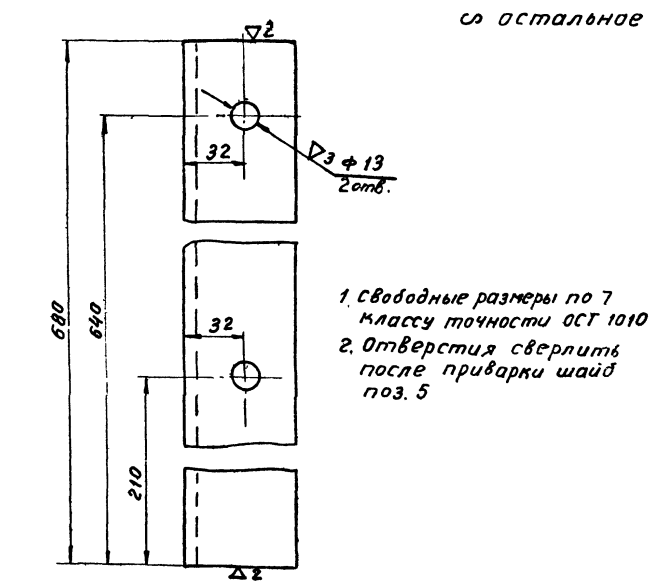 ∽ остальное
▽2
32
▽3 ф 13
2отв.
680
640
32
210
1. Свободные размеры по 7
классу точности ОСТ 1010
2. Отверстия сверлить
после приварки шайб
поз. 5
▽2